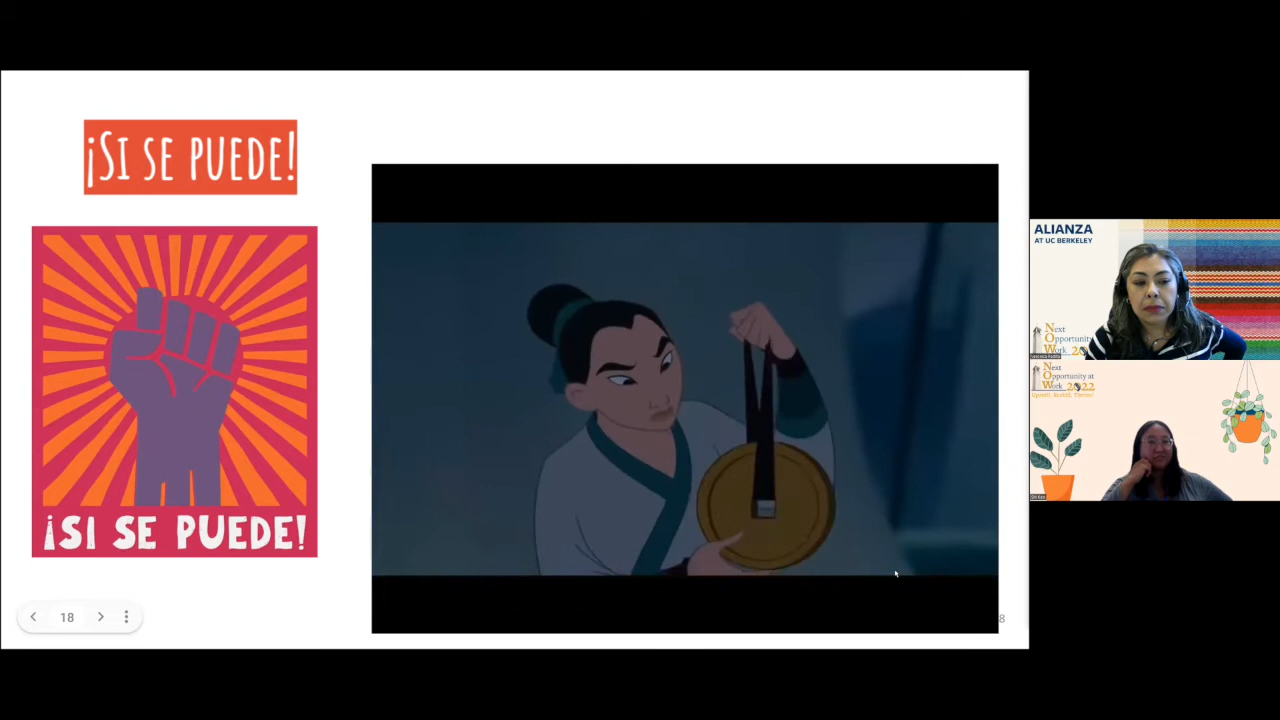 ¡SI SE PUEDE!
¡SI SE PUEDE!
18
8
ALIANZA
AT UC BERKELEY
Next
Opportunity
Work
Next
Opportunity at
Work 2022